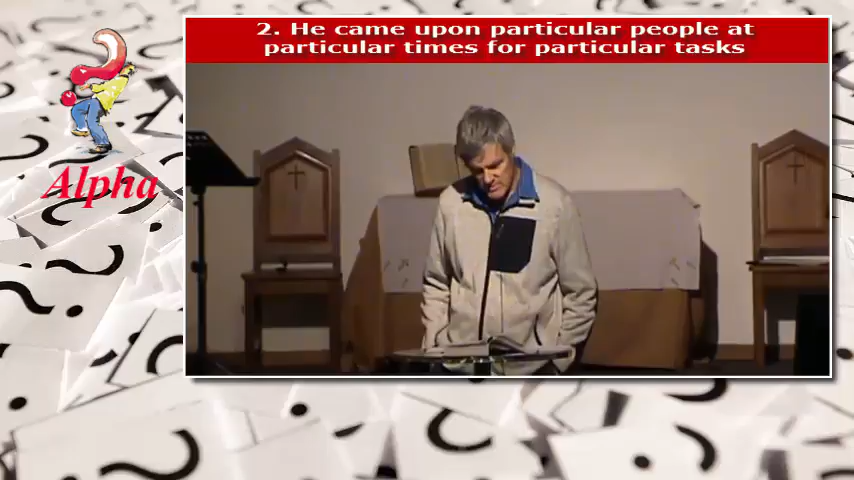 2. He came upon particular people at
particular times for particular tasks
Alpha